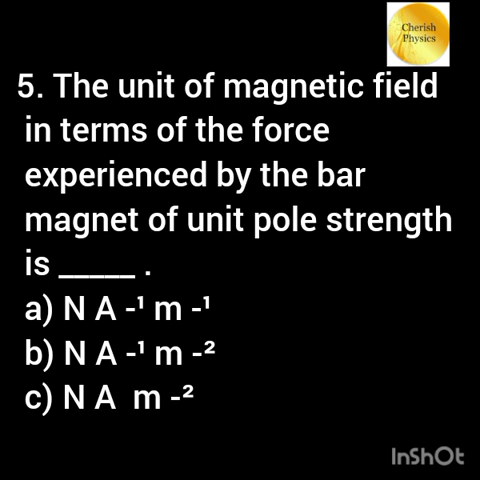 Cherish
Physics
5. The unit of magnetic field
in terms of the force
experienced by the bar
magnet of unit pole strength
is _____ .
a) N A -¹ m -¹
b) N A -¹ m -²
c) N A  m -²
InShOt